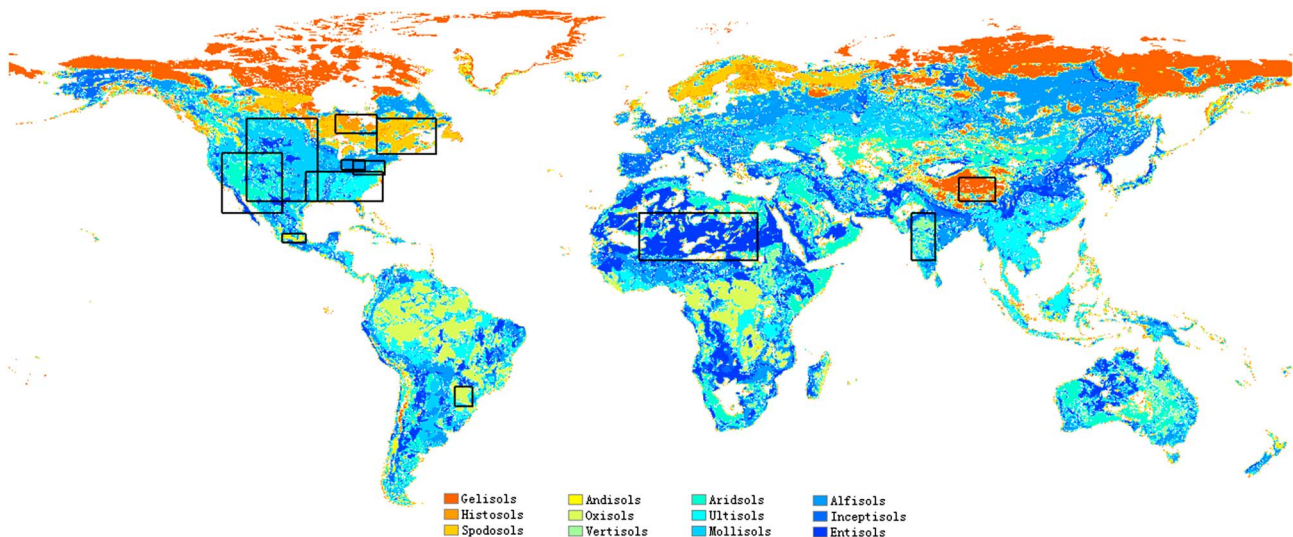 Gelisols Andisols Aridsols Alfisols
Histosols Oxisols Ultisols Inceptisols
Spodosols Vertisols Mollisols Entisols